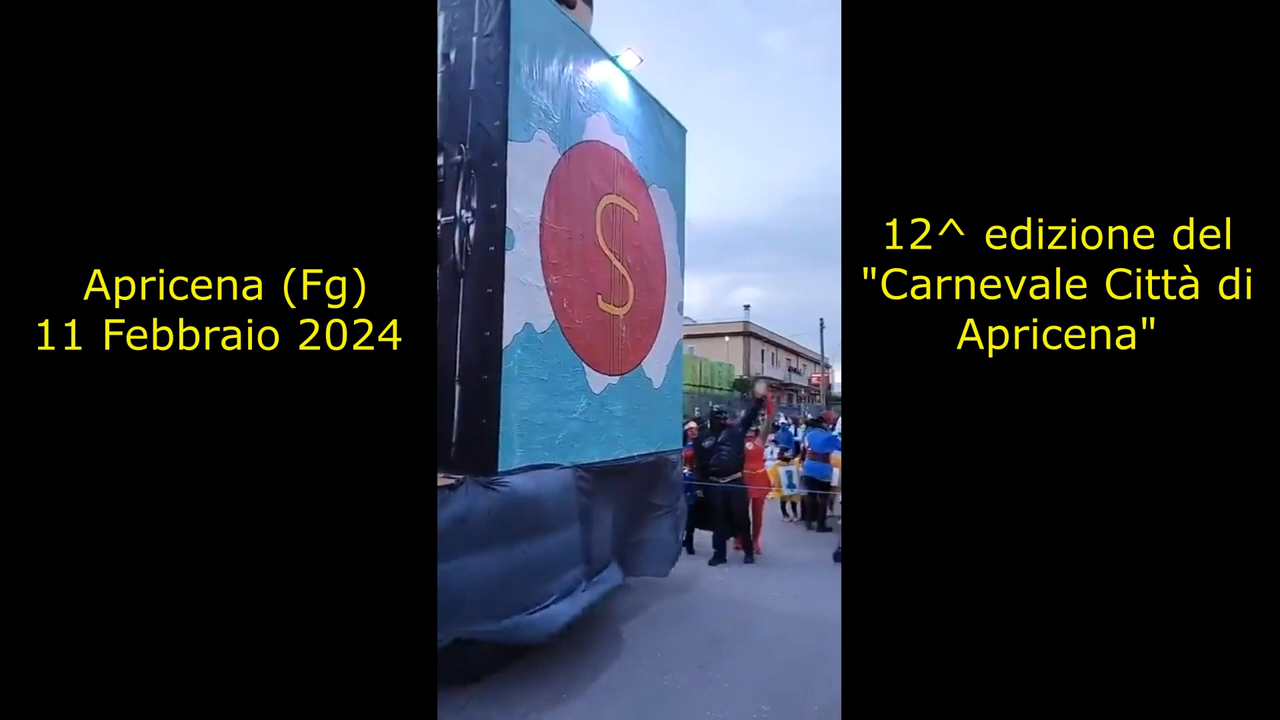 Apricena (Fg)
11 Febbraio 2024
$
12^ edizione del
"Carnevale Città di
Apricena"